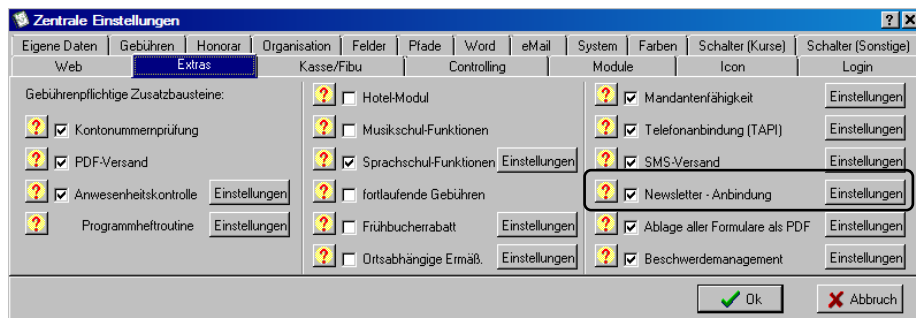 Zentrale Einstellungen
Eigene Daten Gebühren Honorar Organisation Felder Pfade Word eMail System Farben Schalter (Kurse) Schalter (Sonstige)
Web Extras Kasse/Fibu Controlling Module Icon Login
Gebührenpflichtige Zusatzbausteine:
Kontonummernprüfung
PDF-Versand
Anwesenheitskontrolle Einstellungen
Programmheftroutine Einstellungen
Hotel-Modul
Musikschul-Funktionen
Sprachschul-Funktionen Einstellungen
fortlaufende Gebühren
Frühbucherrabatt Einstellungen
Ortsabhängige Ermäß. Einstellungen
Mandantenfähigkeit Einstellungen
Telefonanbindung (TAPI) Einstellungen
SMS-Versand Einstellungen
Newsletter - Anbindung Einstellungen
Ablage aller Formulare als PDF Einstellungen
Beschwerdemanagement Einstellungen
Ok Abbruch